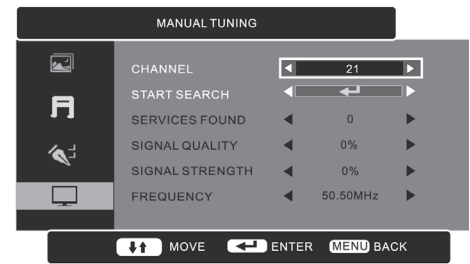 MANUAL TUNING
CHANNEL 21
START SEARCH
SERVICES FOUND 0
SIGNAL QUALITY 0%
SIGNAL STRENGTH 0%
FREQUENCY 50.50MHz
MOVE ENTER MENU BACK